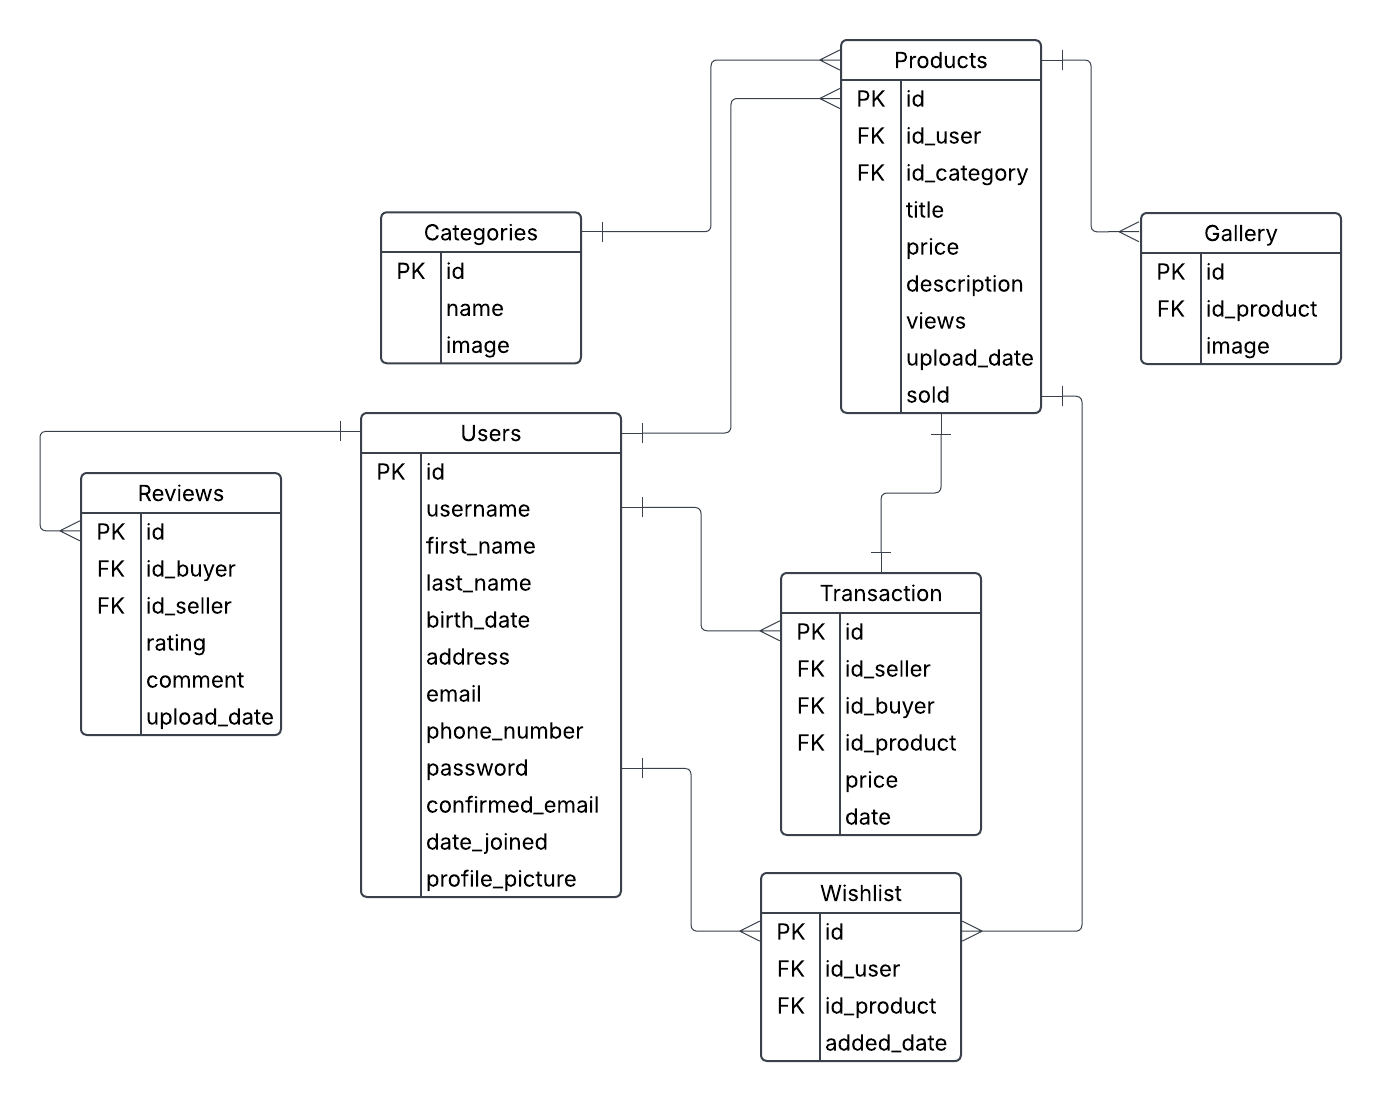 Products
PK id
FK id_user
FK id_category
title
price
description
views
upload_date
sold
Categories
PK id
name
image
Gallery
PK id
FK id_product
image
Users
PK id
username
first_name
last_name
birth_date
address
email
phone_number
password
confirmed_email
date_joined
profile_picture
Reviews
PK id
FK id_buyer
FK id_seller
rating
comment
upload_date
Transaction
PK id
FK id_seller
FK id_buyer
FK id_product
price
date
Wishlist
PK id
FK id_user
FK id_product
added_date